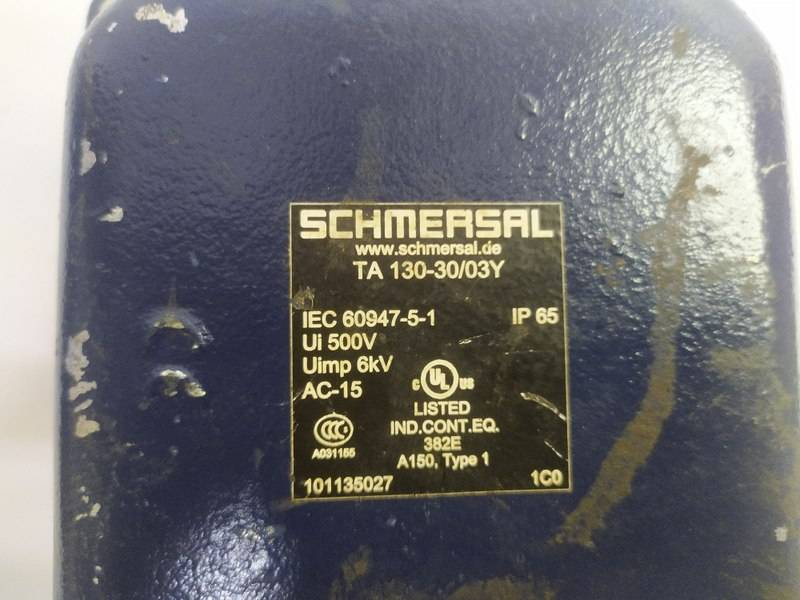 SCHMERSAL
www.schmersal.de
TA 130-30/03Y
IEC 60947-5-1 IP 65
Ui 500V
Uimp 6kV
AC-15
C UL US
LISTED
IND.CONT.EQ.
382E
A150, Type 1
CCC
A031155
101135027 1C0